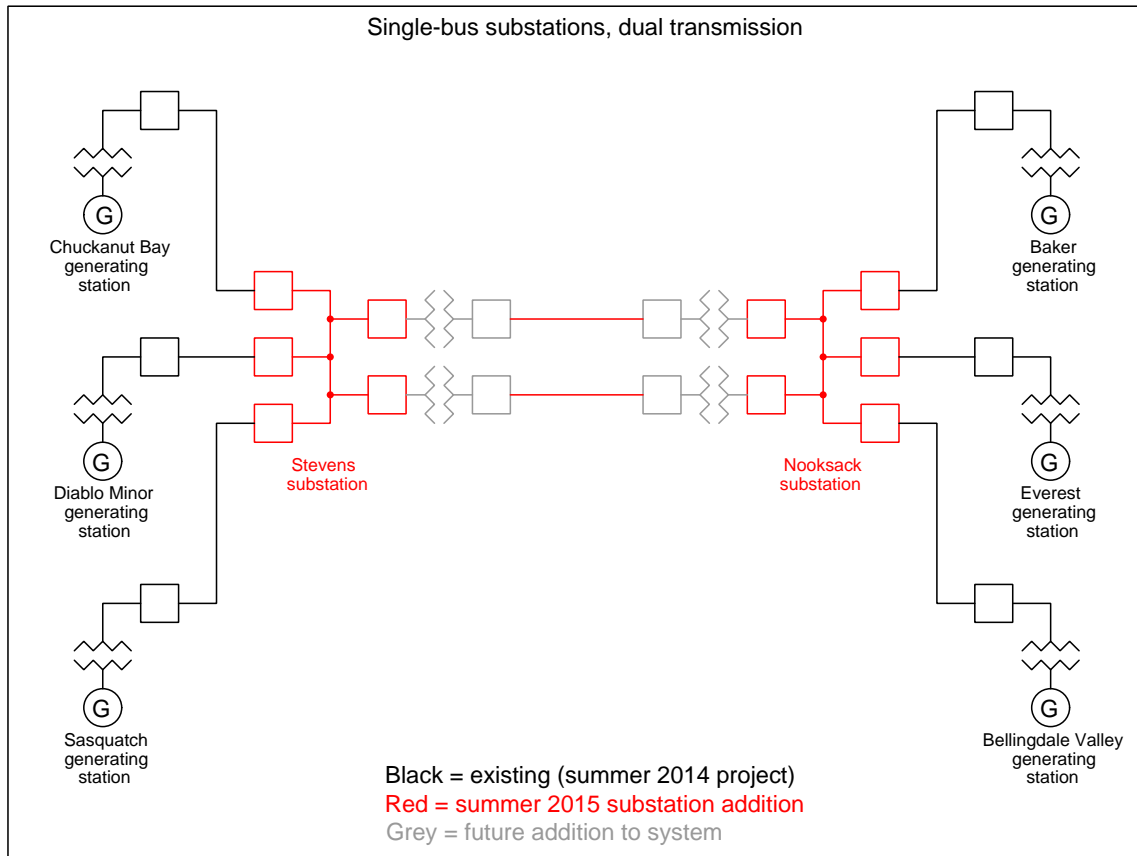 Single-bus substations, dual transmission
G
Chuckanut Bay
generating
station
G
Baker
generating
station
G
Diablo Minor
generating
station
Stevens
substation
Nooksack
substation
G
Everest
generating
station
G
Sasquatch
generating
station
G
Bellingdale Valley
generating
station
Black = existing (summer 2014 project)
Red = summer 2015 substation addition
Grey = future addition to system